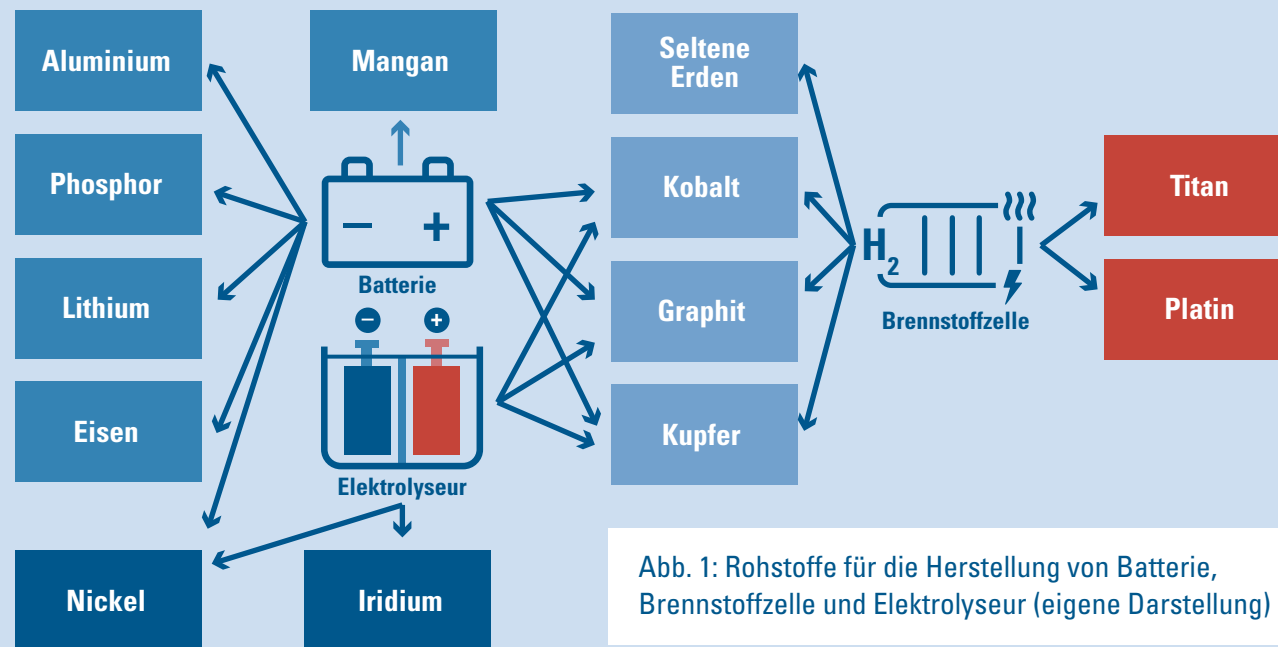 Aluminium
Mangan
Seltene
Erden
Phosphor
Kobalt
Titan
Lithium
Graphit
Platin
Eisen
Kupfer
Nickel
Iridium
− +
Batterie
− +
Elektrolyseur
H2
Brennstoffzelle
Abb. 1: Rohstoffe für die Herstellung von Batterie,
Brennstoffzelle und Elektrolyseur (eigene Darstellung)